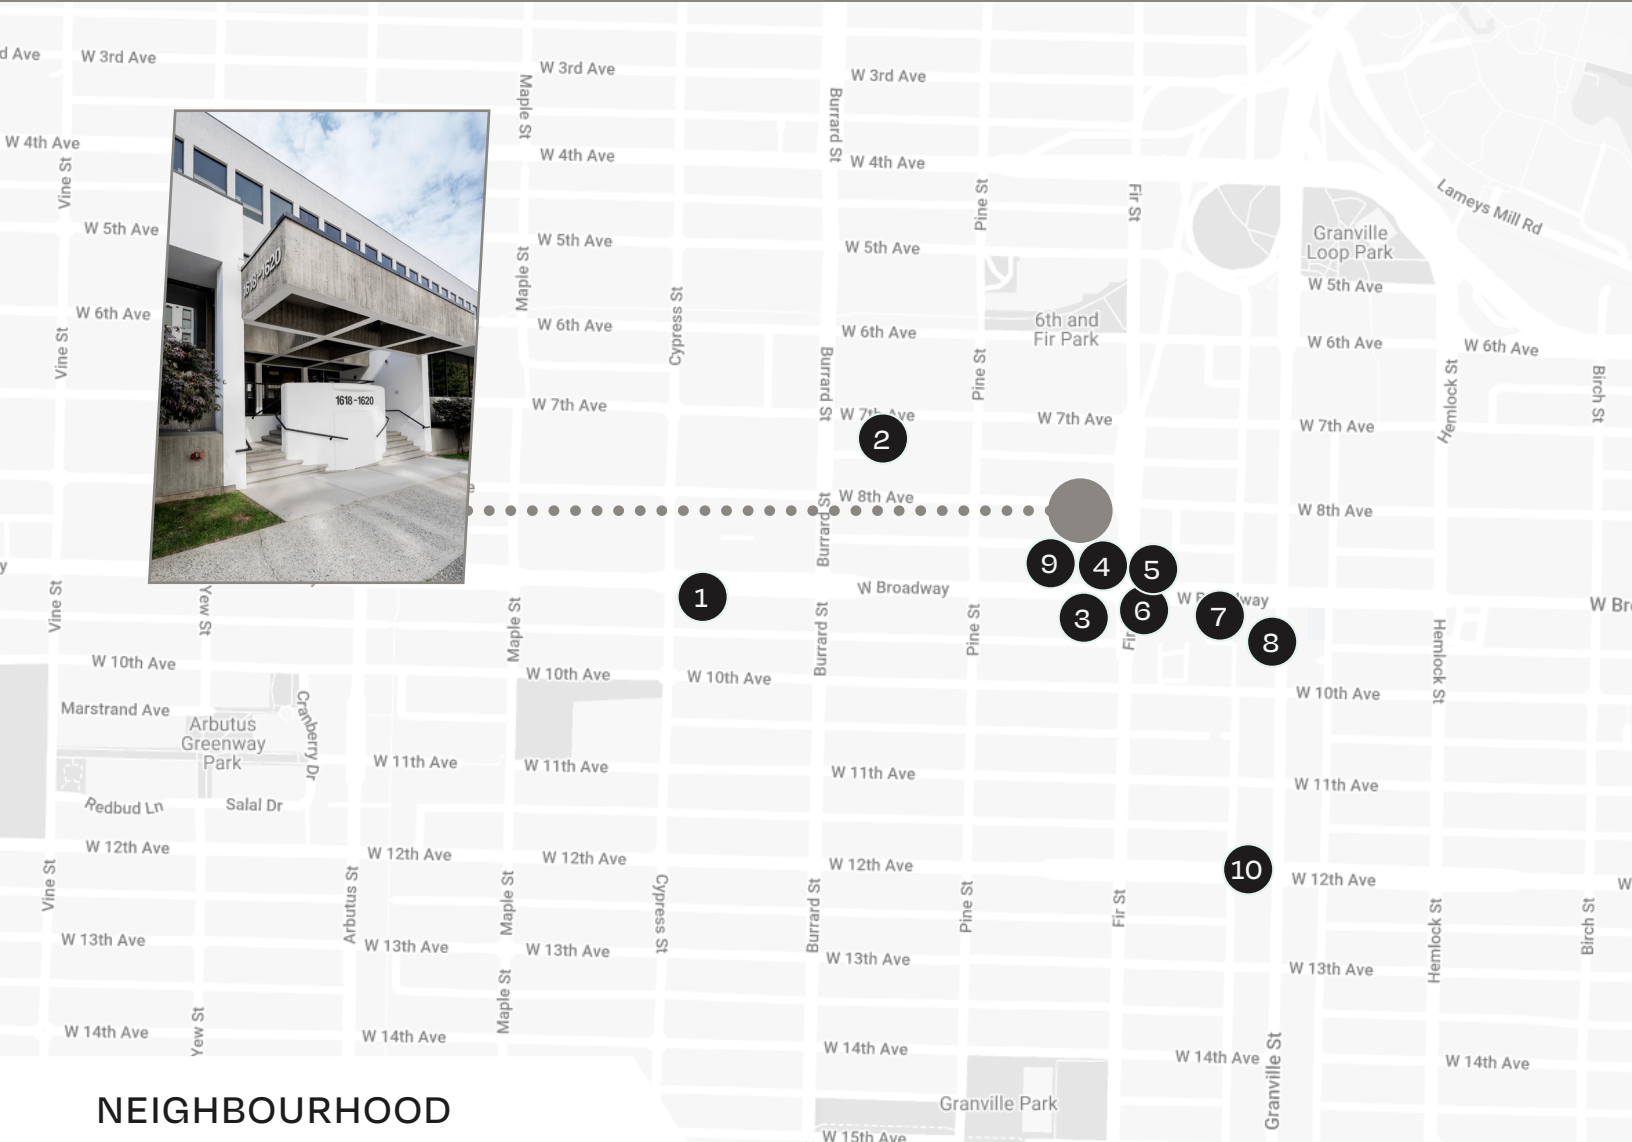 d Ave
W 3rd Ave
W 3rd Ave
W 3rd Ave
Maple St
Burrard St
W 4th Ave
W 4th Ave
W 4th Ave
Vine St
Pine St
Fir St
Lameys Mill Rd
W 5th Ave
W 5th Ave
W 5th Ave
Granville
Loop Park
W 5th Ave
Maple St
1618-1620
W 6th Ave
W 6th Ave
W 6th Ave
6th and
Fir Park
W 6th Ave
W 6th Ave
Vine St
Cypress St
Burrard St
Pine St
Hemlock St
Birch St
1618-1620
W 7th Ave
W 7th Ave
W 7th Ave
W 7th Ave
2
e
W 8th Ave
W 8th Ave
Burrard St
9
4
5
y
W Broadway
1
3
6
7
8
W Bro
Vine St
Yew St
Maple St
Burrard St
Pine St
Fir
Hemlock St
W 10th Ave
W 10th Ave
W 10th Ave
W 10th Ave
Marstrand Ave
Cranberry Dr
Arbutus
Greenway
Park
W 11th Ave
W 11th Ave
W 11th Ave
W 11th Ave
Redbud Ln
Salal Dr
W 12th Ave
W 12th Ave
W 12th Ave
W 12th Ave
10
W 12th Ave
W
Vine St
Arbutus St
Maple St
Cypress St
Burrard St
Pine St
Fir St
Hemlock St
Birch St
W 13th Ave
W 13th Ave
W 13th Ave
W 13th Ave
W 13th Ave
Maple St
Yew St
W 14th Ave
W 14th Ave
W 14th Ave
W 14th Ave
Granville St
W 14th Ave
Granville Park
NEIGHBOURHOOD
W 15th Ave